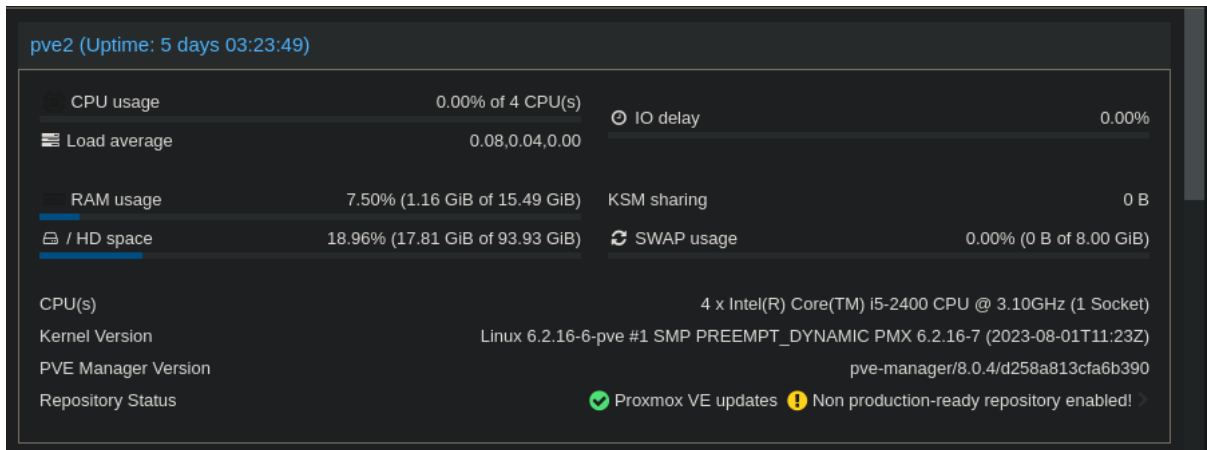 pve2 (Uptime: 5 days 03:23:49)
CPU usage 0.00% of 4 CPU(s)
Load average 0.08,0.04,0.00
IO delay 0.00%
RAM usage 7.50% (1.16 GiB of 15.49 GiB)
/ HD space 18.96% (17.81 GiB of 93.93 GiB)
KSM sharing 0 B
SWAP usage 0.00% (0 B of 8.00 GiB)
CPU(s) 4 x Intel(R) Core(TM) i5-2400 CPU @ 3.10GHz (1 Socket)
Kernel Version Linux 6.2.16-6-pve #1 SMP PREEMPT_DYNAMIC PMX 6.2.16-7 (2023-08-01T11:23Z)
PVE Manager Version pve-manager/8.0.4/d258a813cfa6b390
Repository Status Proxmox VE updates Non production-ready repository enabled!